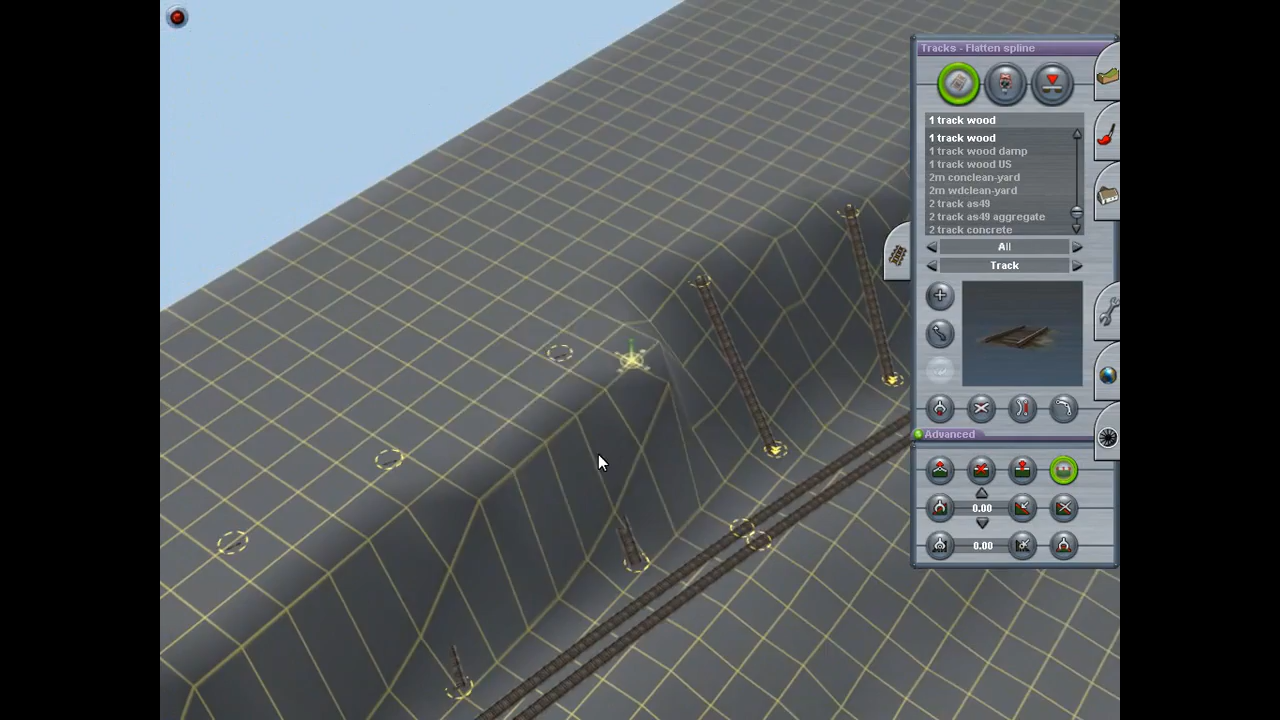 Tracks - Flatten spline
1 track wood
1 track wood
1 track wood damp
1 track wood US
2m conclean-yard
2m wdclean-yard
2 track as49
2 track as49 aggregate
2 track concrete
All
Track
Advanced
0.00
0.00